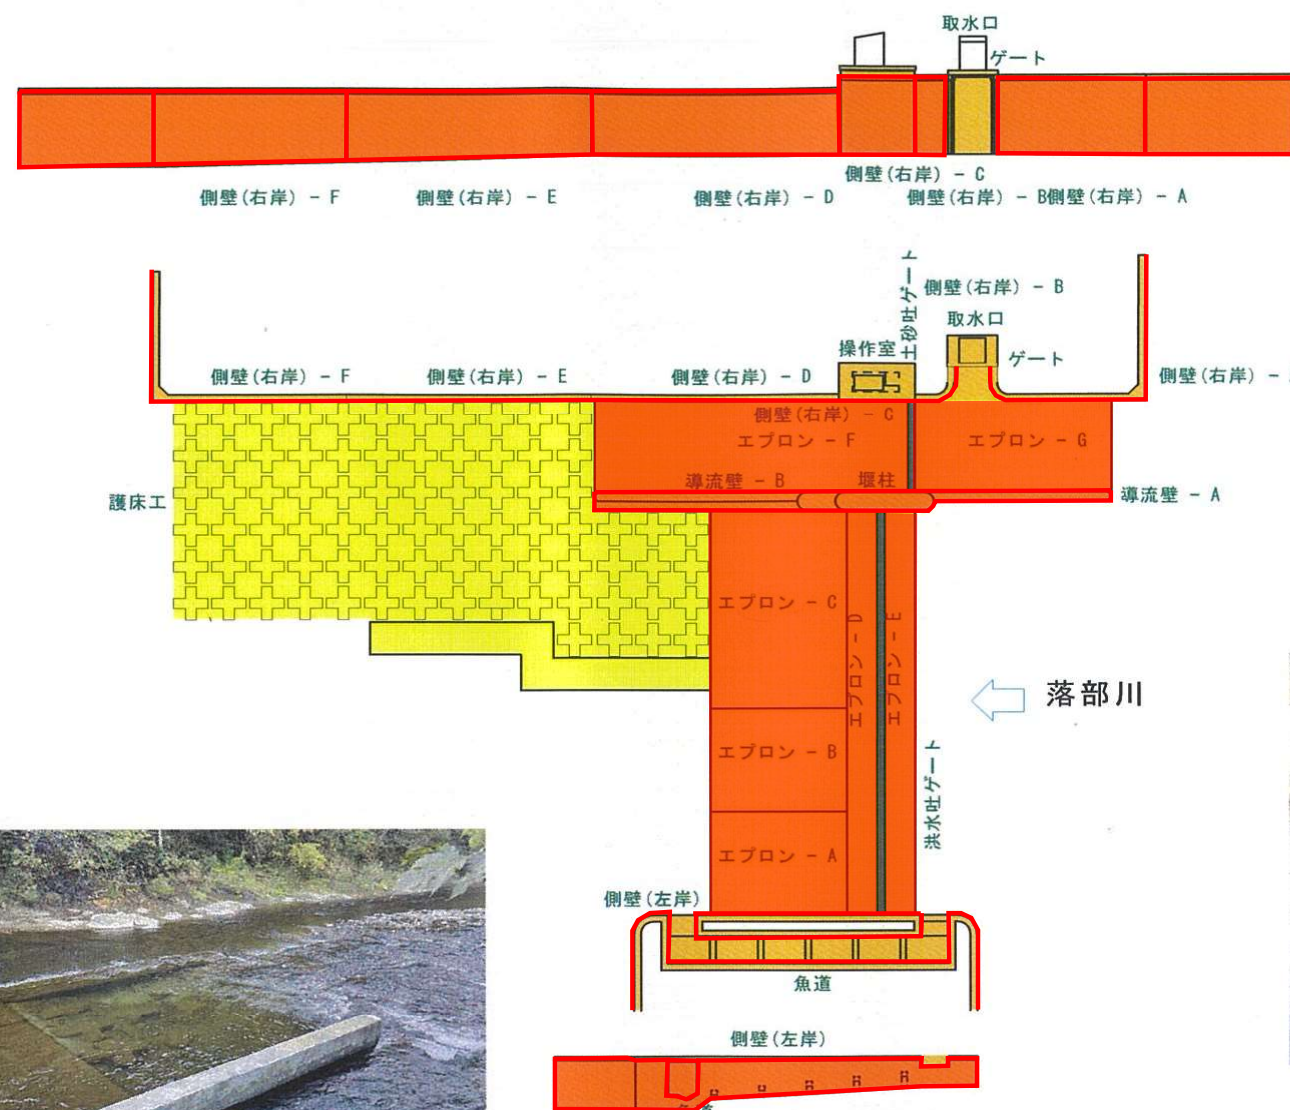 取水口
ゲート
側壁(右岸) - C
側壁(右岸) - F
側壁(右岸) - E
側壁(右岸) - D
側壁(右岸) - B
側壁(右岸) - A
土砂吐ゲート
側壁(右岸) - B
取水口
操作室
ゲート
側壁(右岸) - F
側壁(右岸) - E
側壁(右岸) - D
側壁(右岸) -
側壁(右岸) - C
エプロン - F
エプロン - G
導流壁 - B
堰柱
導流壁 - A
護床工
エプロン - C
エプロン - D
エプロン - E
落部川
エプロン - B
洪水吐ゲート
エプロン - A
側壁(左岸)
魚道
側壁(左岸)